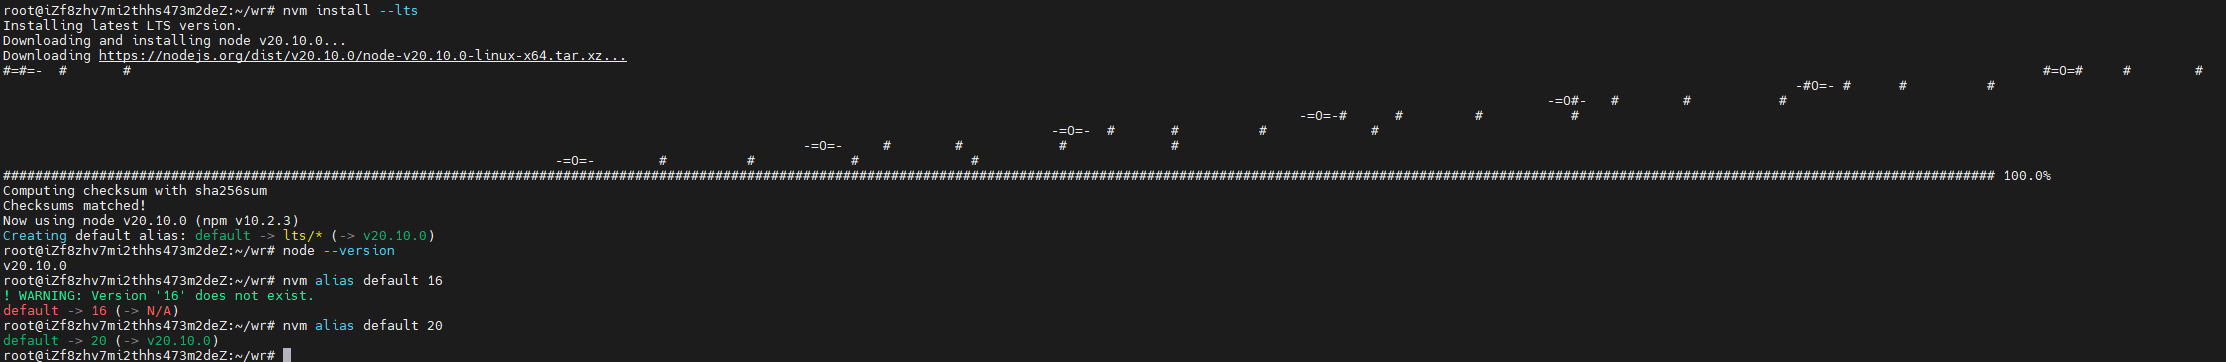 root@iZf8zhv7mi2thhs473m2deZ:~/wr# nvm install --lts
Installing latest LTS version.
Downloading and installing node v20.10.0...
Downloading https://nodejs.org/dist/v20.10.0/node-v20.10.0-linux-x64.tar.xz...
#=#=-  #       #                                                                                                                                                                                                                                               #=O=#     #        #
-#O=- #      #          #
-=O#-   #        #           #
-=O=-#      #         #           #
-=O=-  #       #          #             #
-=O=-     #        #            #             #
-=O=-        #          #            #              #
######################################################################################################################################################################################################################################################### 100.0%
Computing checksum with sha256sum
Checksums matched!
Now using node v20.10.0 (npm v10.2.3)
Creating default alias: default -> lts/* (-> v20.10.0)
root@iZf8zhv7mi2thhs473m2deZ:~/wr# node --version
v20.10.0
root@iZf8zhv7mi2thhs473m2deZ:~/wr# nvm alias default 16
! WARNING: Version '16' does not exist.
default -> 16 (-> N/A)
root@iZf8zhv7mi2thhs473m2deZ:~/wr# nvm alias default 20
default -> 20 (-> v20.10.0)
root@iZf8zhv7mi2thhs473m2deZ:~/wr#